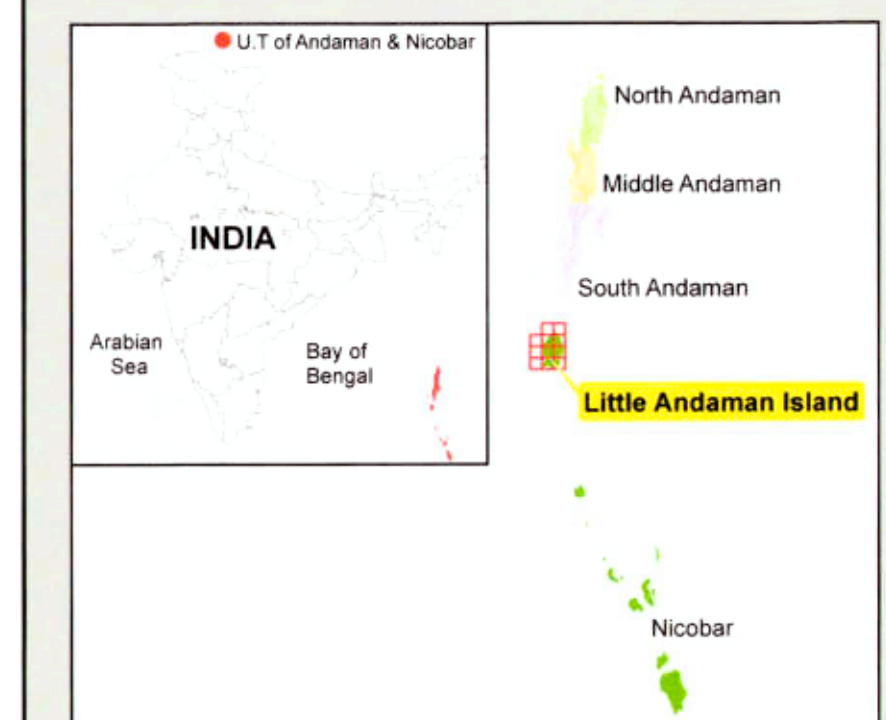 U.T of Andaman & Nicobar
North Andaman
Middle Andaman
INDIA
South Andaman
Arabian
Sea
Bay of
Bengal
Little Andaman Island
Nicobar